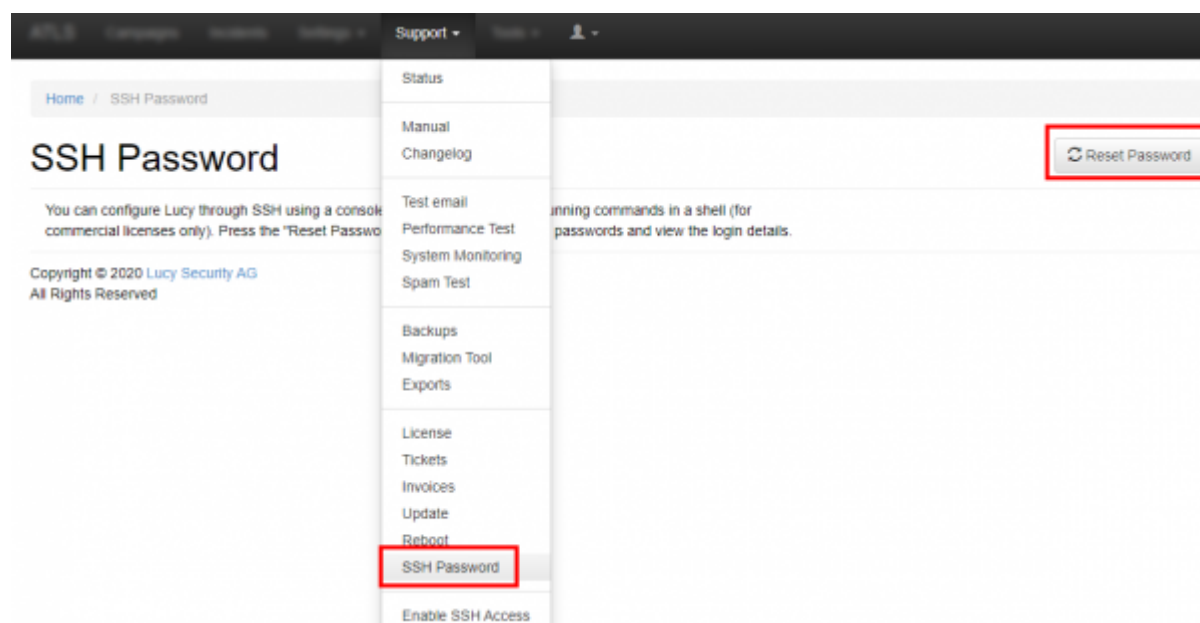 Support
Home / SSH Password
SSH Password
Reset Password
You can configure Lucy through SSH using a console
unning commands in a shell (for
commercial licenses only). Press the "Reset Passwo
passwords and view the login details.
Copyright © 2020 Lucy Security AG
All Rights Reserved
Status
Manual
Changelog
Test email
Performance Test
System Monitoring
Spam Test
Backups
Migration Tool
Exports
License
Tickets
Invoices
Update
Reboot
SSH Password
Enable SSH Access